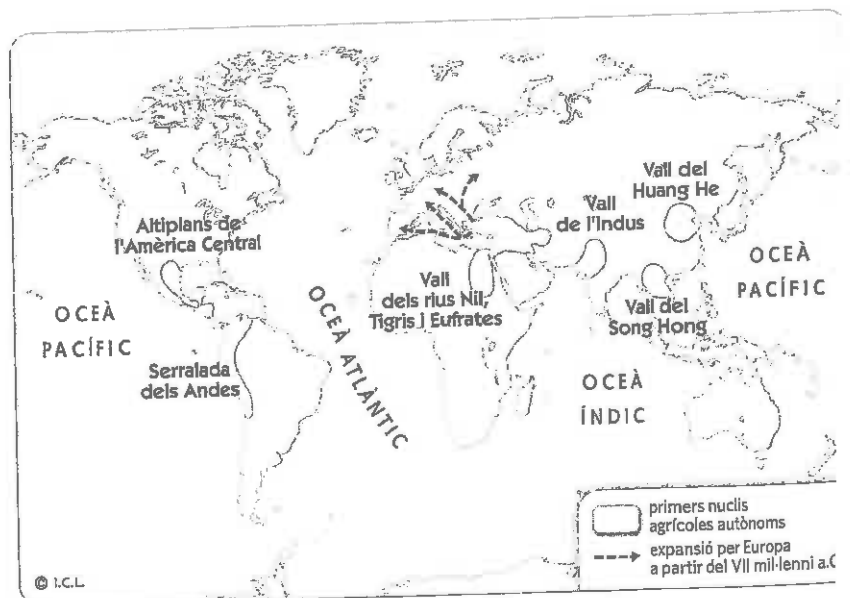 Altiplans de
l'Amèrica Central
Vall del
Huang He
Vall
de l'Indus
OCEÀ
PACÍFIC
Vall
dels rius Nil,
Tigris i Eufrates
Vall del
Song Hong
OCEÀ
PACÍFIC
OCEÀ ATLÀNTIC
Serralada
dels Andes
OCEÀ
ÍNDIC
primers nuclis
agrícoles autònoms
expansió per Europa
a partir del VII mil·lenni a.C
© I.C.L.